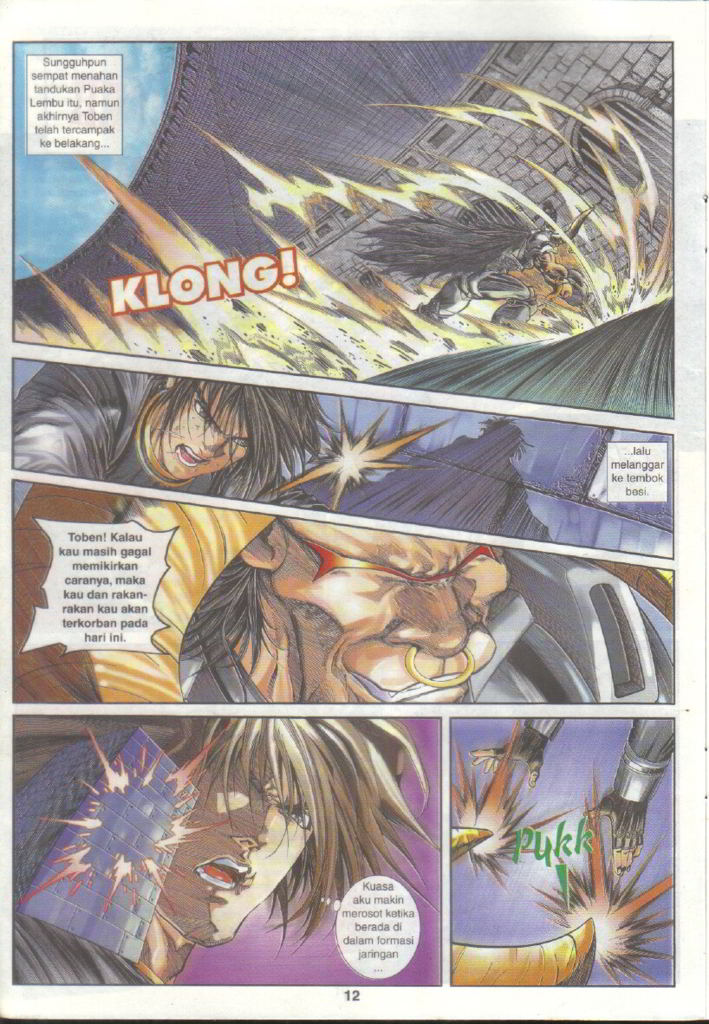 Sungguhpun
sempat menahan
tandukan Puaka
Lembu itu, namun
akhirnya Toben
telah tercampak
ke belakang...
KLONG!
...lalu
melanggar
ke tembok
besi.
Toben! Kalau
kau masih gagal
memikirkan
caranya, maka
kau dan rakan-
rakan kau akan
terkorban pada
hari ini.
Kuasa
aku makin
merosot ketika
berada di
dalam formasi
jaringan
...
PUKK
!
12